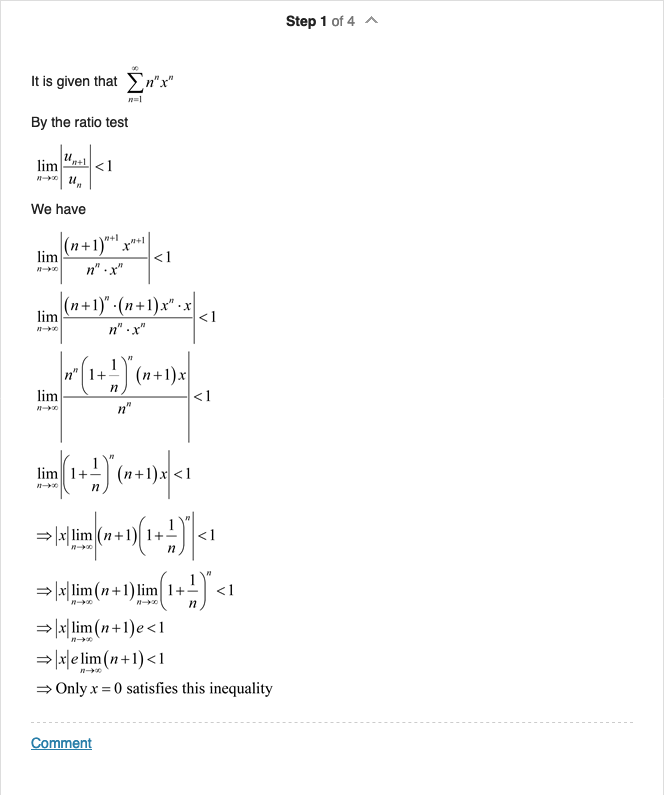 Step 1 of 4
It is given that \sum_{n=1}^{\infty} n^n x^n
By the ratio test
\lim_{n \to \infty} \left| \frac{u_{n+1}}{u_n} \right| < 1
We have
\lim_{n \to \infty} \left| \frac{(n+1)^{n+1} x^{n+1}}{n^n \cdot x^n} \right| < 1
\lim_{n \to \infty} \left| \frac{(n+1)^n \cdot (n+1) x^n \cdot x}{n^n \cdot x^n} \right| < 1
\lim_{n \to \infty} \left| \frac{n^n \left(1+\frac{1}{n}\right)^n (n+1) x}{n^n} \right| < 1
\lim_{n \to \infty} \left| \left(1+\frac{1}{n}\right)^n (n+1) x \right| < 1
\Rightarrow |x| \lim_{n \to \infty} \left| (n+1) \left(1+\frac{1}{n}\right)^n \right| < 1
\Rightarrow |x| \lim_{n \to \infty} (n+1) \lim_{n \to \infty} \left(1+\frac{1}{n}\right)^n < 1
\Rightarrow |x| \lim_{n \to \infty} (n+1) e < 1
\Rightarrow |x| e \lim_{n \to \infty} (n+1) < 1
\Rightarrow Only x = 0 satisfies this inequality
Comment